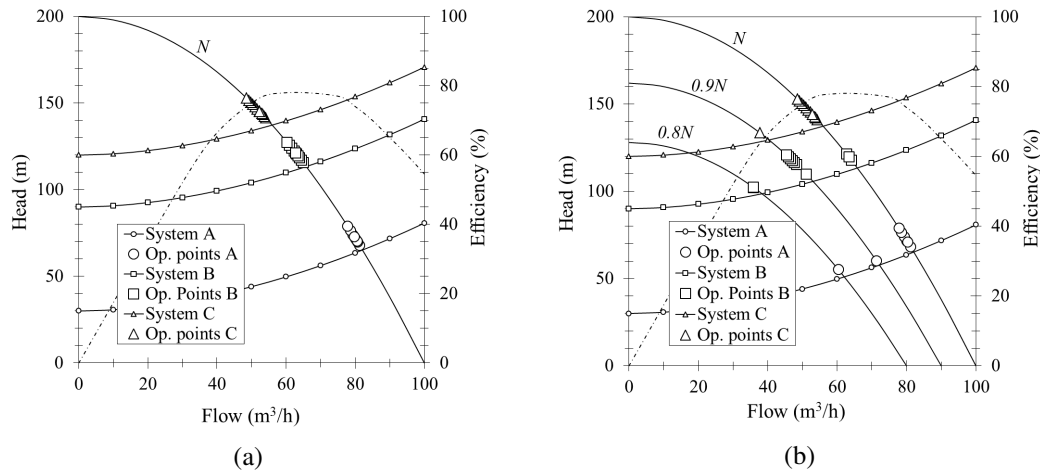 (a)
Head (m)
200
150
100
50
0
N
System A
Op. points A
System B
Op. Points B
System C
Op. points C
0 20 40 60 80 100
Flow (m³/h)
100
80
60
40
20
0
Efficiency (%)
(a)
(b)
Head (m)
200
150
100
50
0
N
0.9N
0.8N
System A
Op. points A
System B
Op. Points B
System C
Op. points C
0 20 40 60 80 100
Flow (m³/h)
100
80
60
40
20
0
Efficiency (%)
(b)